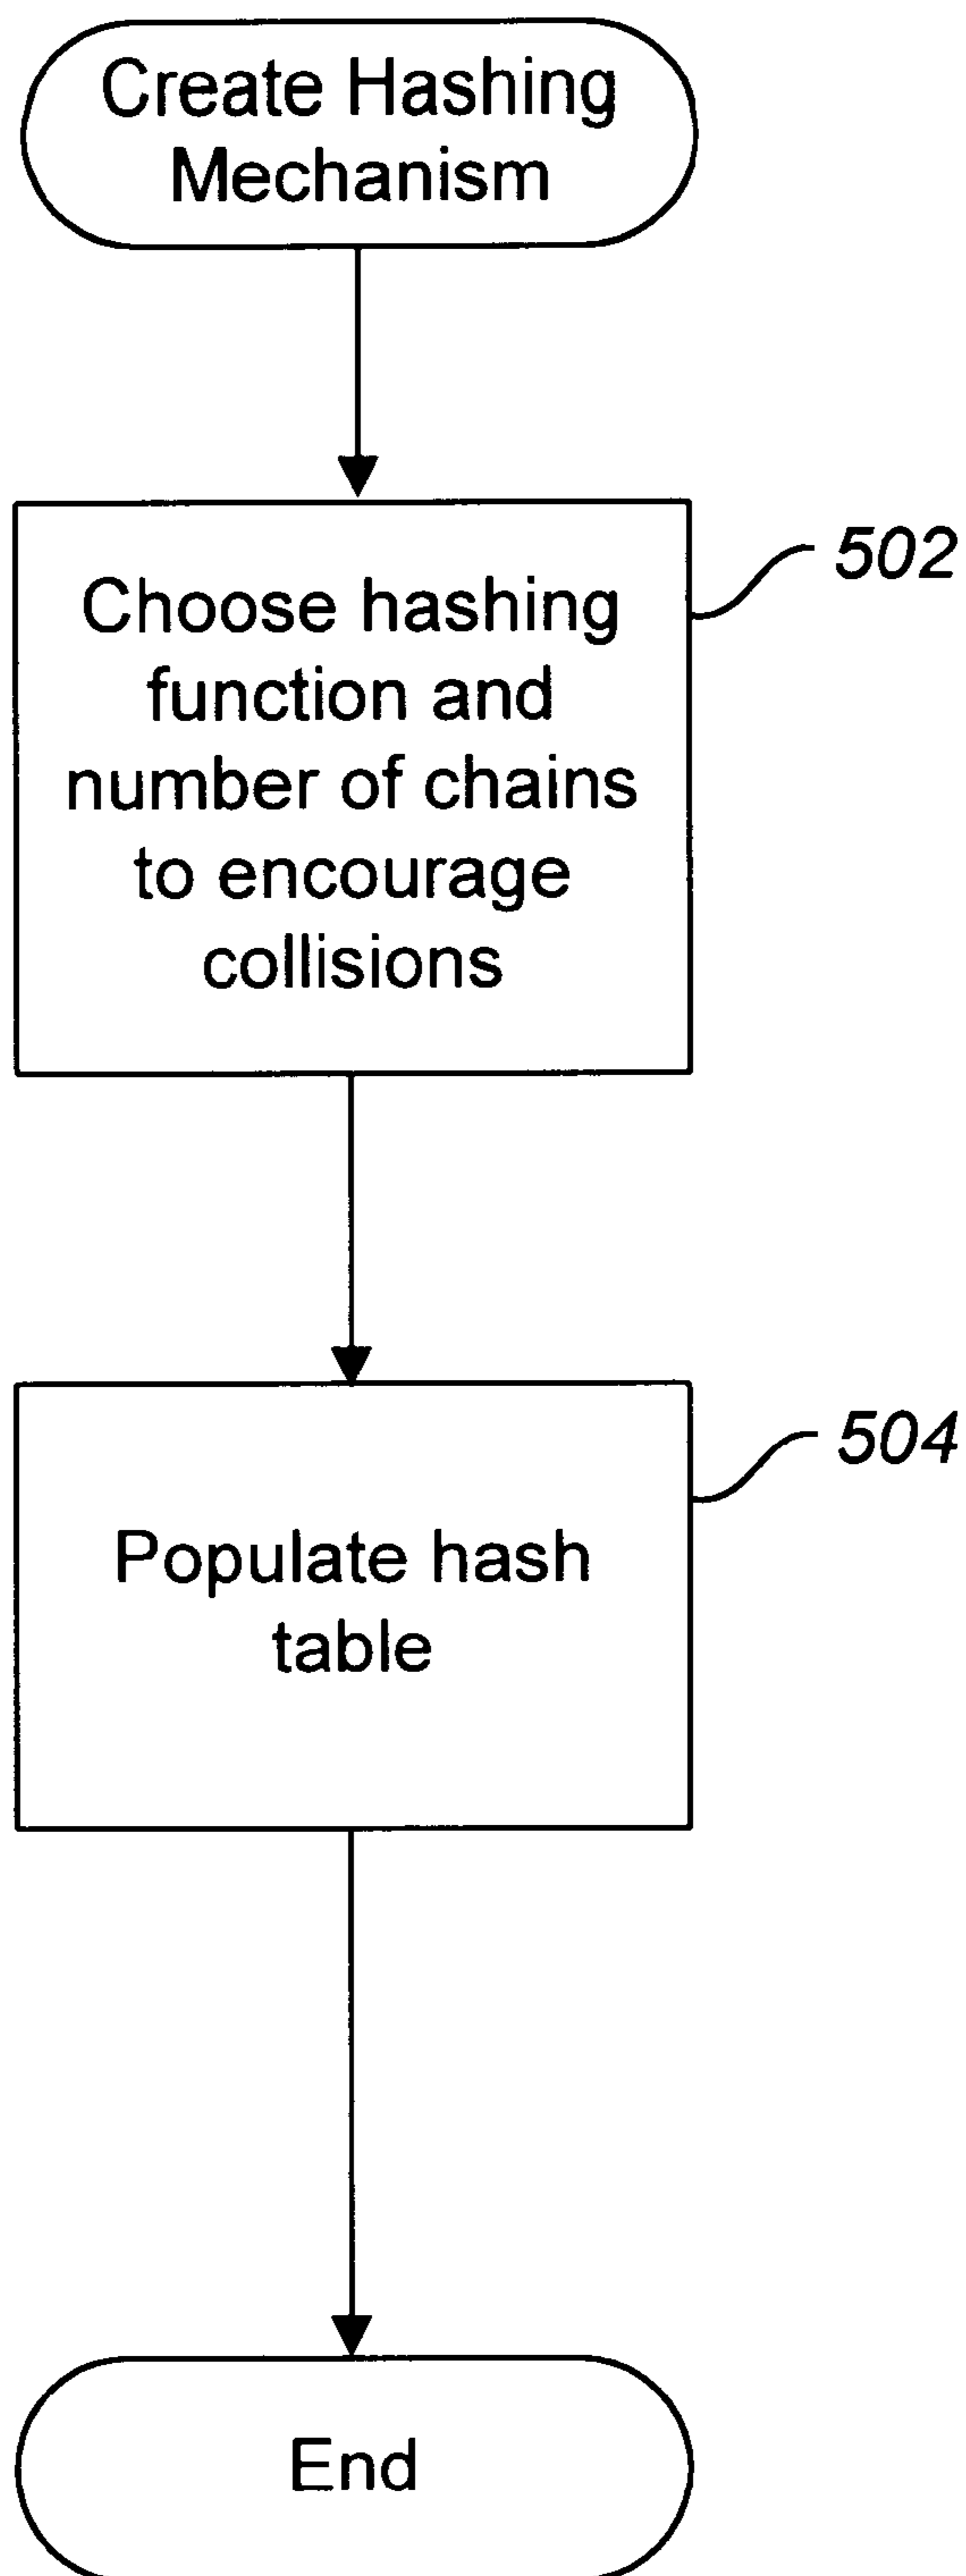 Create Hashing
Mechanism
502
Choose hashing
function and
number of chains
to encourage
collisions
504
Populate hash
table
End